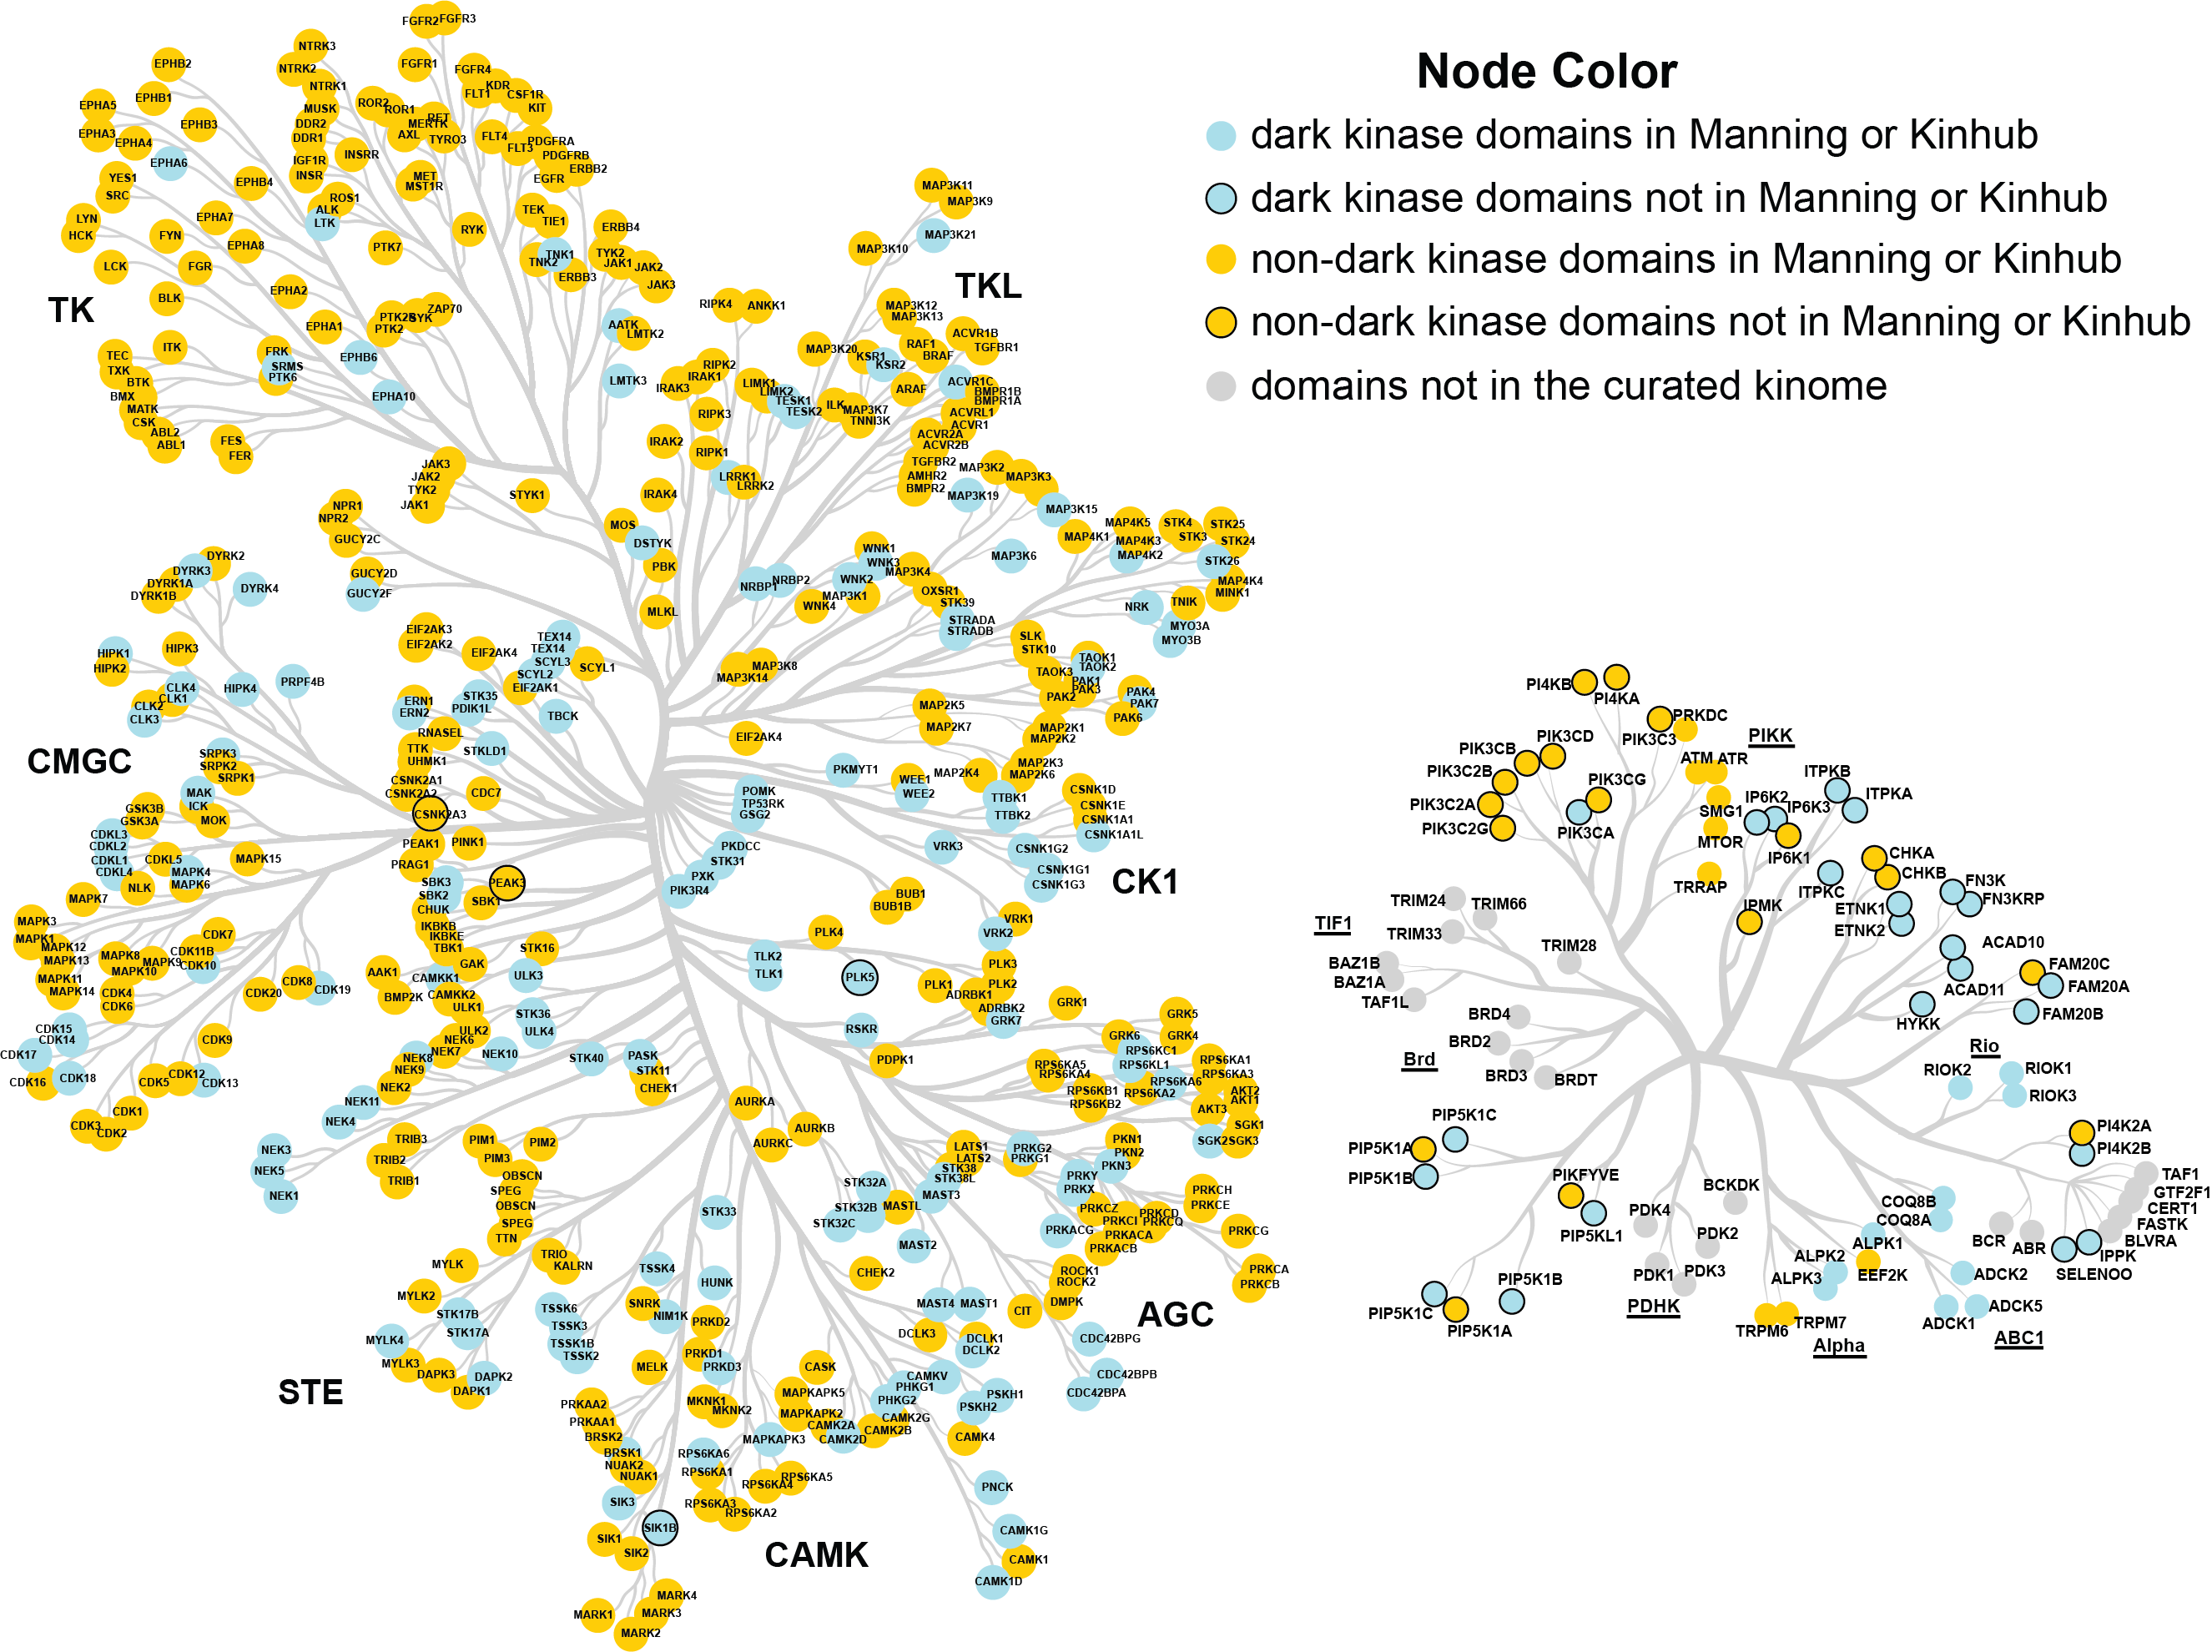 Node Color
dark kinase domains in Manning or Kinhub
dark kinase domains not in Manning or Kinhub
non-dark kinase domains in Manning or Kinhub
non-dark kinase domains not in Manning or Kinhub
domains not in the curated kinome
TK
FGFR2
FGFR3
NTRK3
NTRK2
NTRK1
FGFR1
FGFR4
KDR
FLT1
CSF1R
KIT
EPHB2
EPHB1
EPHA5
EPHB3
EPHA3
EPHA4
EPHA6
MUSK
DDR2
DDR1
IGF1R
INSR
INSRR
ROR2
ROR1
RET
MERTK
AXL
TYRO3
FLT4
FLT3
PDGFRA
PDGFRB
ERBB2
EGFR
MET
MST1R
YES1
SRC
EPHB4
ROS1
ALK
LTK
LYN
HCK
EPHA7
FYN
EPHA8
PTK7
RYK
TEK
TIE1
ERBB4
TNK1
TNK2
ERBB3
TYK2
JAK1
JAK2
JAK3
LCK
FGR
BLK
EPHA2
EPHA1
PTK2B
SYK
ZAP70
PTK2
AATK
LMTK2
LMTK3
EPHB6
EPHA10
ITK
FRK
SRMS
PTK6
TEC
TXK
BTK
BMX
MATK
CSK
ABL2
ABL1
FES
FER
JAK3
JAK2
TYK2
JAK1
STYK1
TKL
MAP3K11
MAP3K9
MAP3K21
MAP3K10
RIPK4
ANKK1
MAP3K12
MAP3K13
MAP3K20
KSR1
KSR2
RAF1
BRAF
ARAF
ACVR1B
TGFBR1
ACVR1C
BMPR1B
BMPR1A
ACVRL1
ACVR1
ACVR2A
ACVR2B
TGFBR2
AMHR2
BMPR2
RIPK2
IRAK1
IRAK3
RIPK3
LIMK1
LIMK2
TESK1
TESK2
ILK
MAP3K7
TNNI3K
IRAK2
RIPK1
LRRK1
LRRK2
IRAK4
MOS
DSTYK
PBK
MLKL
NPR1
NPR2
GUCY2C
GUCY2D
GUCY2F
MAP3K2
MAP3K3
MAP3K19
MAP3K15
MAP3K6
MAP4K5
MAP4K1
MAP4K3
MAP4K2
STK4
STK3
STK25
STK24
STK26
MAP4K4
MINK1
TNIK
NRK
MYO3A
MYO3B
NRBP1
NRBP2
WNK1
WNK3
WNK2
WNK4
MAP3K1
MAP3K4
OXSR1
STK39
STRADA
STRADB
SLK
STK10
TAOK1
TAOK2
TAOK3
PAK1
PAK3
PAK2
PAK4
PAK7
PAK6
MAP3K8
MAP3K14
MAP2K5
MAP2K7
MAP2K1
MAP2K2
MAP2K3
MAP2K6
MAP2K4
EIF2AK4
DYRK2
DYRK3
DYRK1A
DYRK1B
DYRK4
HIPK1
HIPK2
HIPK3
CLK4
CLK1
CLK2
CLK3
HIPK4
PRPF4B
CMGC
SRPK3
SRPK2
SRPK1
MAK
ICK
MOK
GSK3B
GSK3A
CDKL3
CDKL2
CDKL1
CDKL4
CDKL5
NLK
MAPK4
MAPK6
MAPK15
MAPK7
MAPK3
MAPK1
MAPK12
MAPK13
MAPK11
MAPK14
MAPK8
MAPK9
MAPK10
CDK7
CDK11B
CDK10
CDK4
CDK6
CDK20
CDK8
CDK19
CDK15
CDK14
CDK17
CDK16
CDK18
CDK9
CDK5
CDK12
CDK13
CDK1
CDK3
CDK2
EIF2AK3
EIF2AK2
EIF2AK4
TEX14
TEX14
SCYL3
SCYL2
SCYL1
EIF2AK1
ERN1
ERN2
STK35
PDIK1L
TBCK
RNASEL
STKLD1
TTK
UHMK1
CSNK2A1
CSNK2A2
CSNK2A3
CDC7
PEAK1
PINK1
PRAG1
PEAK3
SBK3
SBK2
SBK1
CHUK
IKBKB
IKBKE
TBK1
STK16
AAK1
BMP2K
GAK
CAMKK1
CAMKK2
ULK1
ULK3
STK36
ULK4
ULK2
NEK6
NEK7
NEK8
NEK9
NEK10
NEK2
NEK11
NEK4
NEK3
NEK5
NEK1
STK40
PASK
STK11
CHEK1
POMK
TP53RK
GSG2
PKDCC
STK31
PXK
PIK3R4
PKMYT1
WEE1
WEE2
TTBK1
TTBK2
CSNK1D
CSNK1E
CSNK1A1
CSNK1A1L
VRK3
CSNK1G2
CSNK1G1
CSNK1G3
CK1
BUB1
BUB1B
VRK1
VRK2
PLK4
TLK2
TLK1
PLK5
PLK3
PLK1
PLK2
ADRBK1
ADRBK2
GRK7
GRK1
GRK5
GRK6
GRK4
RSKR
PDPK1
RPS6KC1
RPS6KL1
RPS6KA5
RPS6KA4
RPS6KA1
RPS6KA3
RPS6KA6
RPS6KA2
RPS6KB1
RPS6KB2
AKT2
AKT1
AKT3
SGK1
SGK2
SGK3
AURKA
AURKB
AURKC
LATS1
LATS2
STK38
STK38L
PRKG2
PRKG1
PKN1
PKN2
PKN3
PRKY
PRKX
MAST3
STK32A
STK32B
STK32C
MASTL
MAST2
PRKCH
PRKCE
PRKCZ
PRKCI
PRKCD
PRKCQ
PRKCG
PRKACG
PRKACA
PRKACB
PRKCA
PRKCB
ROCK1
ROCK2
DMPK
CIT
AGC
CDC42BPG
CDC42BPB
CDC42BPA
MAST4
MAST1
DCLK3
DCLK1
DCLK2
TRIB3
TRIB2
TRIB1
PIM1
PIM2
PIM3
OBSCN
SPEG
OBSCN
SPEG
TTN
TRIO
KALRN
MYLK
MYLK2
STK17B
STK17A
MYLK4
MYLK3
DAPK3
DAPK2
DAPK1
STE
STK33
TSSK4
TSSK6
TSSK3
TSSK1B
TSSK2
HUNK
SNRK
NIM1K
PRKD2
PRKD1
PRKD3
MELK
CHEK2
CASK
MAPKAPK5
MAPKAPK2
MAPKAPK3
MKNK1
MKNK2
CAMKV
PHKG1
PHKG2
CAMK2G
CAMK2B
CAMK2A
CAMK2D
PSKH1
PSKH2
CAMK4
PRKAA2
PRKAA1
BRSK2
BRSK1
NUAK2
NUAK1
SIK3
SIK1B
SIK1
SIK2
RPS6KA6
RPS6KA1
RPS6KA3
RPS6KA2
RPS6KA5
RPS6KA4
CAMK
PNCK
CAMK1G
CAMK1
CAMK1D
MARK4
MARK1
MARK3
MARK2
PI4KB
PI4KA
PRKDC
PIK3C3
PIKK
PIK3CD
PIK3CB
PIK3C2B
PIK3C2A
PIK3C2G
PIK3CG
PIK3CA
ATM
ATR
SMG1
MTOR
TRRAP
ITPKB
ITPKA
IP6K2
IP6K3
IP6K1
ITPKC
IPMK
CHKA
CHKB
FN3K
FN3KRP
ETNK1
ETNK2
ACAD10
ACAD11
FAM20C
FAM20A
FAM20B
HYKK
TRIM24
TRIM66
TRIM33
TRIM28
TIF1
BAZ1B
BAZ1A
TAF1L
BRD4
BRD2
BRD3
BRDT
Brd
Rio
RIOK2
RIOK1
RIOK3
PI4K2A
PI4K2B
PIP5K1C
PIP5K1A
PIP5K1B
PIKFYVE
PIP5KL1
PIP5K1C
PIP5K1A
PIP5K1B
BCKDK
PDK4
PDK2
PDK1
PDK3
PDHK
COQ8B
COQ8A
ALPK1
ALPK2
ALPK3
EEF2K
TRPM6
TRPM7
Alpha
ADCK2
ADCK1
ADCK5
ABC1
TAF1
GTF2F1
CERT1
FASTK
BLVRA
BCR
ABR
IPPK
SELENOO